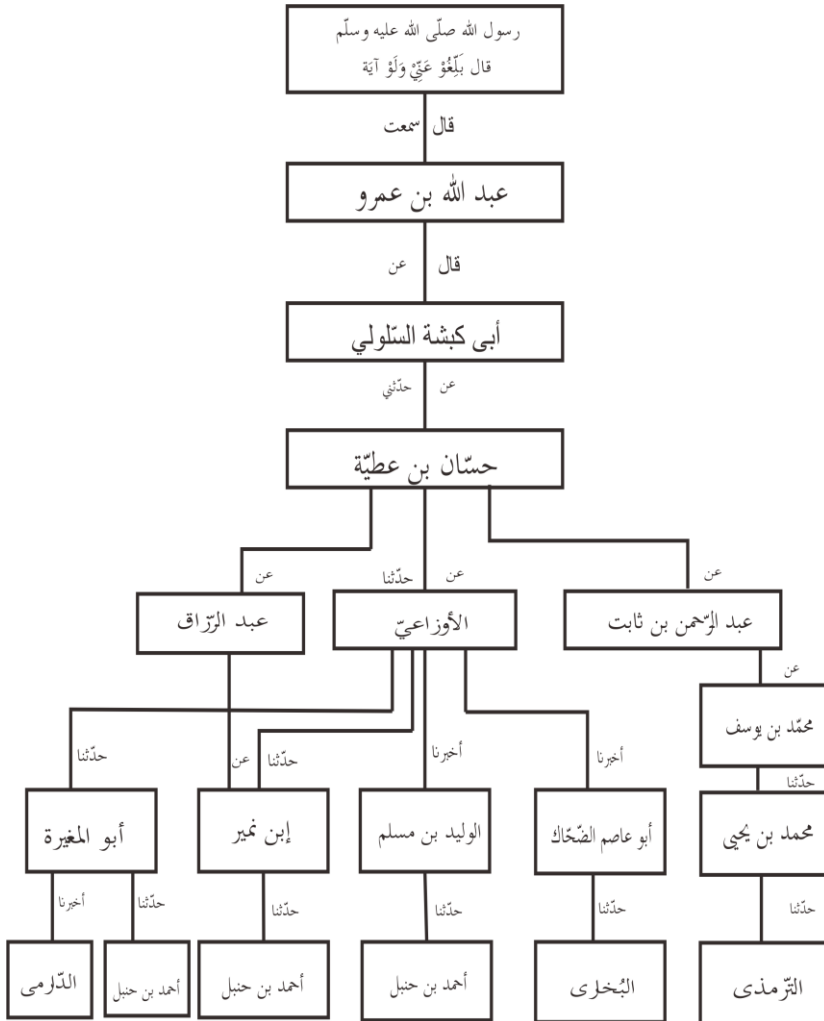 رسول الله صلّى الله عليه وسلّم
قال بَلِّغُوْ عَنِّيْ وَلَوْ آيَة
قال سمعت
عبد الله بن عمرو
قال عن
أبى كبشة السّلولي
عن حدّثني
حسّان بن عطيّة
عن
عن حدّثنا
عن
عبد الرّحمن بن ثابت
الأوزاعيّ
عبد الرّزاق
عن
محمّد بن يوسف
أخبرنا
أخبرنا
حدّثنا
عن
حدّثنا
حدّثنا
محمد بن يحيى
أبو عاصم الضّحّاك
الوليد بن مسلم
إبن نمير
أبو المغيرة
حدّثنا
حدّثنا
حدّثنا
حدّثنا
حدّثنا
أخبرنا
التّرمذى
البُخارى
أحمد بن حنبل
أحمد بن حنبل
أحمد بن حنبل
الدّارمى